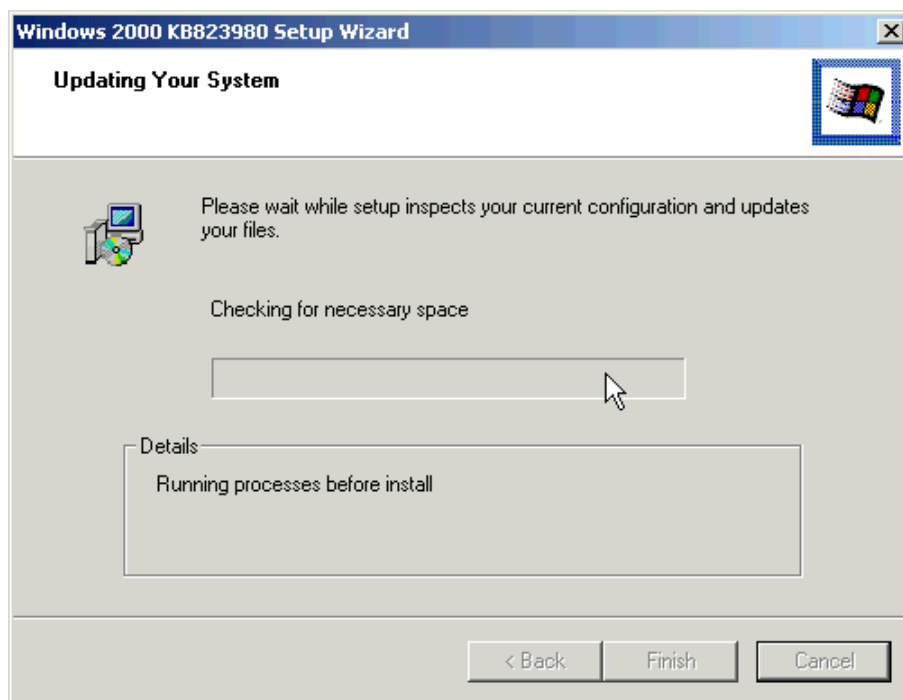 Windows 2000 KB823980 Setup Wizard
Updating Your System
Please wait while setup inspects your current configuration and updates
your files.
Checking for necessary space
Details
Running processes before install
< Back
Finish
Cancel